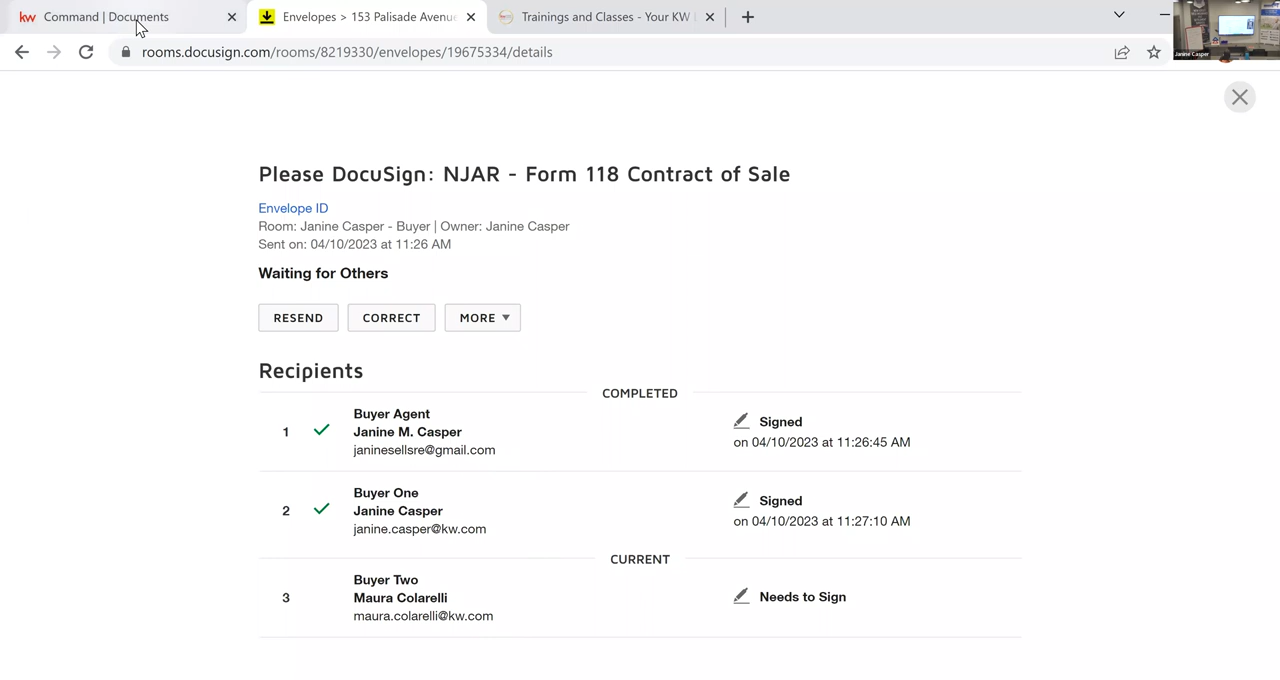 kw Command | Documents
Envelopes > 153 Palisade Avenue
Trainings and Classes - Your KW
rooms.docusign.com/rooms/8219330/envelopes/19675334/details
Janine Casper
Please DocuSign: NJAR - Form 118 Contract of Sale
Envelope ID
Room: Janine Casper - Buyer | Owner: Janine Casper
Sent on: 04/10/2023 at 11:26 AM
Waiting for Others
RESEND CORRECT MORE
Recipients
COMPLETED
1 Buyer Agent
Janine M. Casper
janinesellsre@gmail.com
Signed
on 04/10/2023 at 11:26:45 AM
2 Buyer One
Janine Casper
janine.casper@kw.com
Signed
on 04/10/2023 at 11:27:10 AM
CURRENT
3 Buyer Two
Maura Colarelli
maura.colarelli@kw.com
Needs to Sign